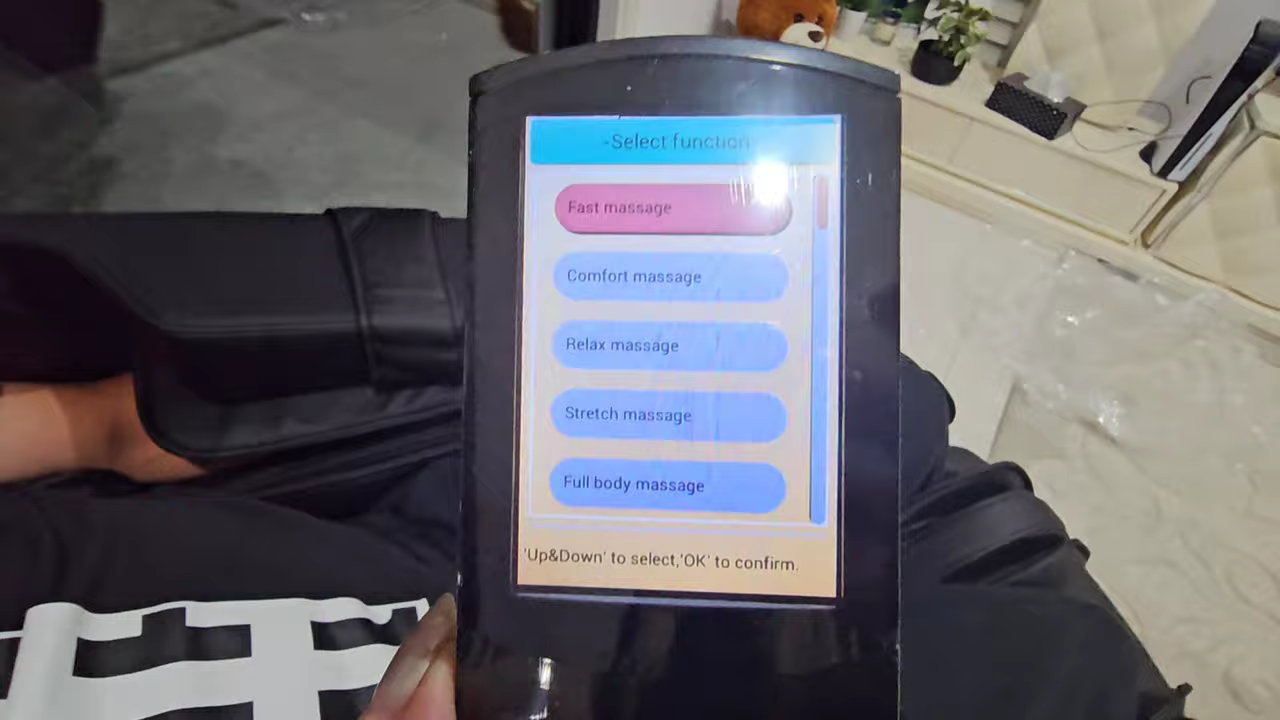 -Select function
Fast massage
Comfort massage
Relax massage
Stretch massage
Full body massage
'Up&Down' to select,'OK' to confirm.